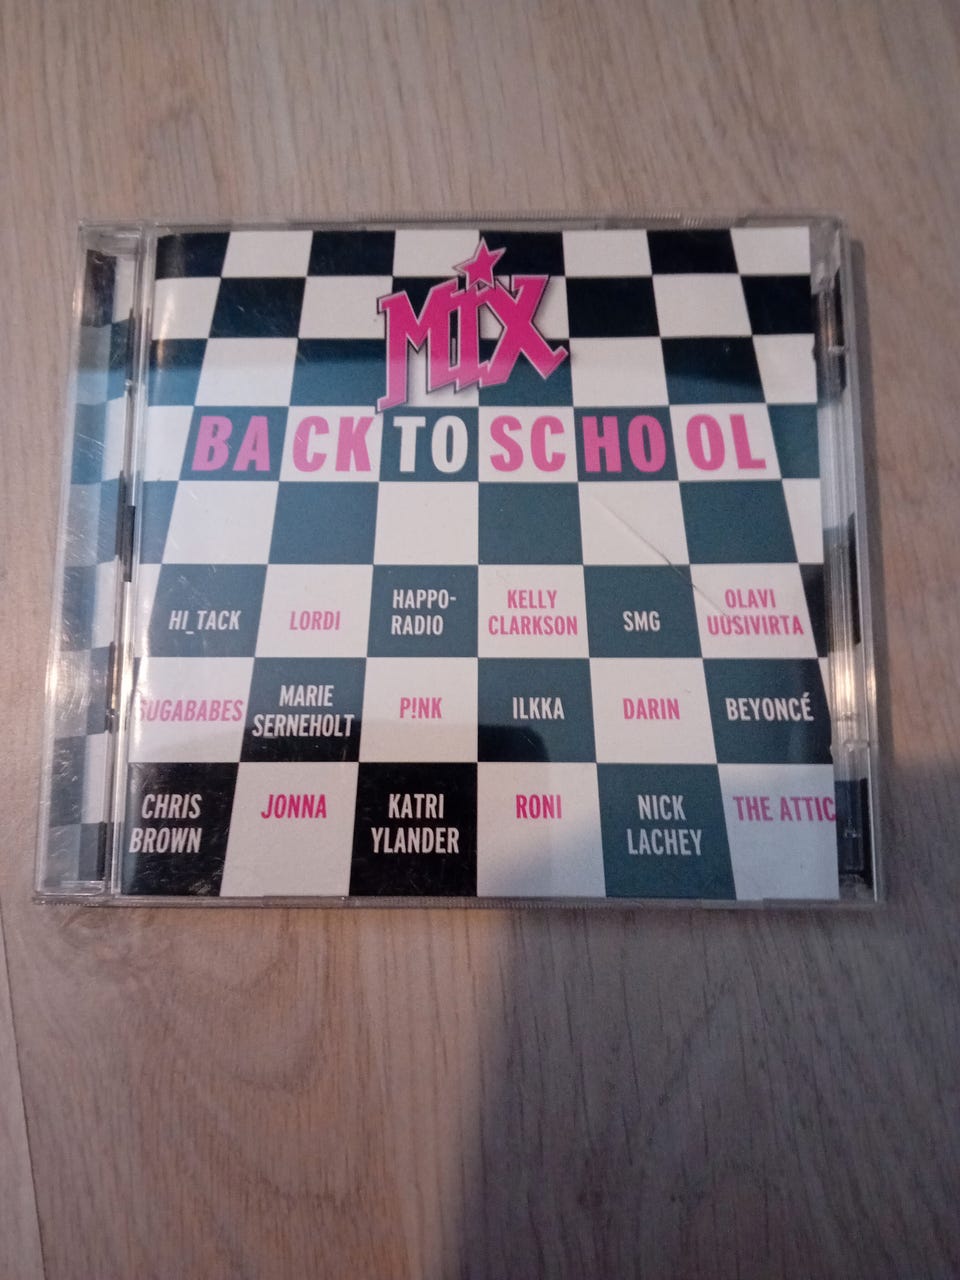 MIX
BACK TO SCHOOL
HI_TACK
LORDI
HAPPO-
RADIO
KELLY
CLARKSON
SMG
OLAVI
UUSIVIRTA
SUGABABES
MARIE
SERNEHOLT
P!NK
ILKKA
DARIN
BEYONCÉ
CHRIS
BROWN
JONNA
KATRI
YLANDER
RONI
NICK
LACHEY
THE ATTIC